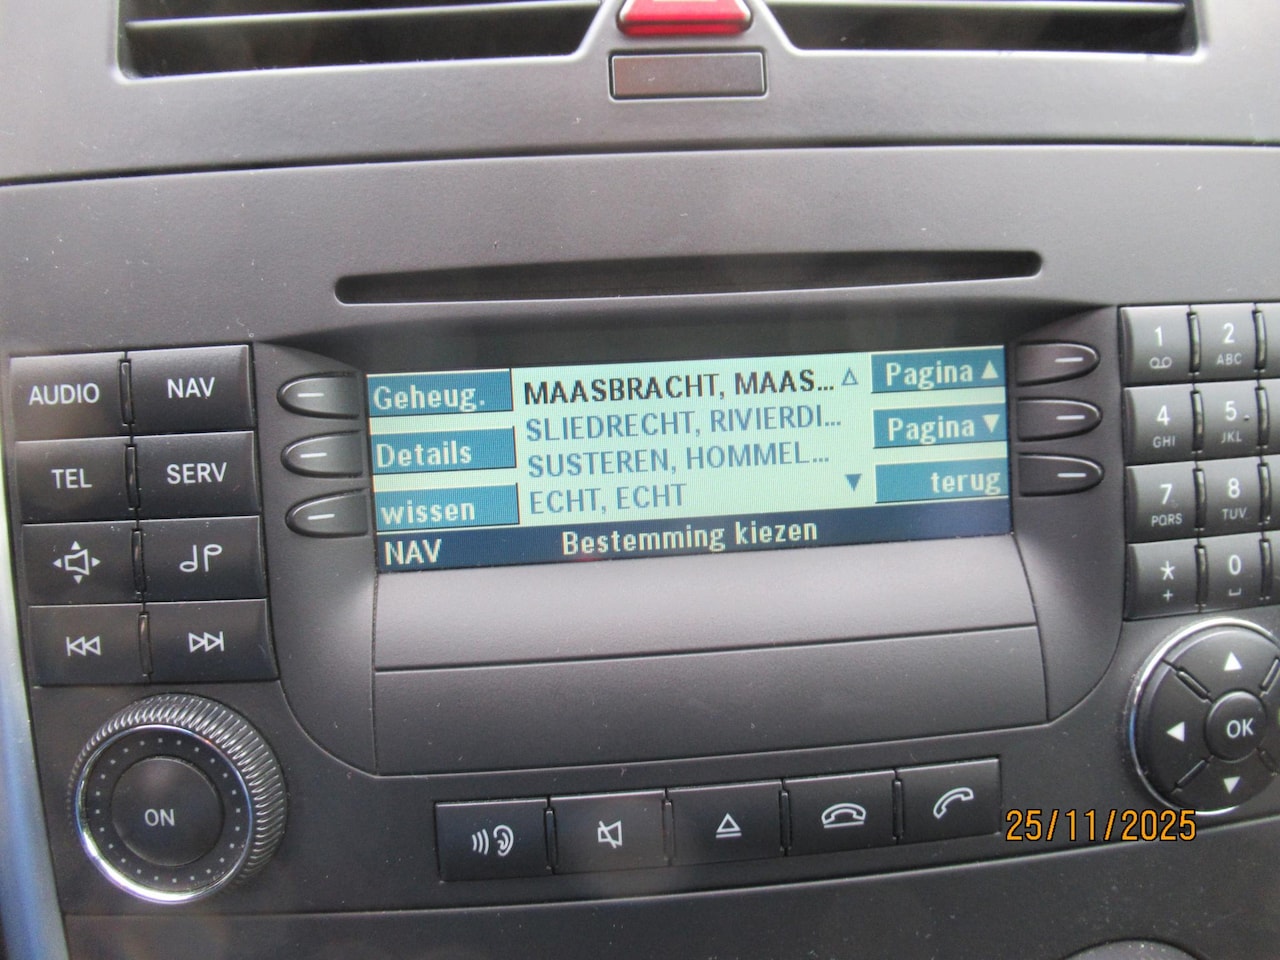 AUDIO
NAV
TEL
SERV
ON
Geheug.
Details
wissen
MAASBRACHT, MAAS...
SLIEDRECHT, RIVIERDI...
SUSTEREN, HOMMEL...
ECHT, ECHT
Pagina
Pagina
terug
NAV
Bestemming kiezen
1
2
ABC
4
GHI
5
JKL
7
PQRS
8
TUV
*
+
0
OK
25/11/2025